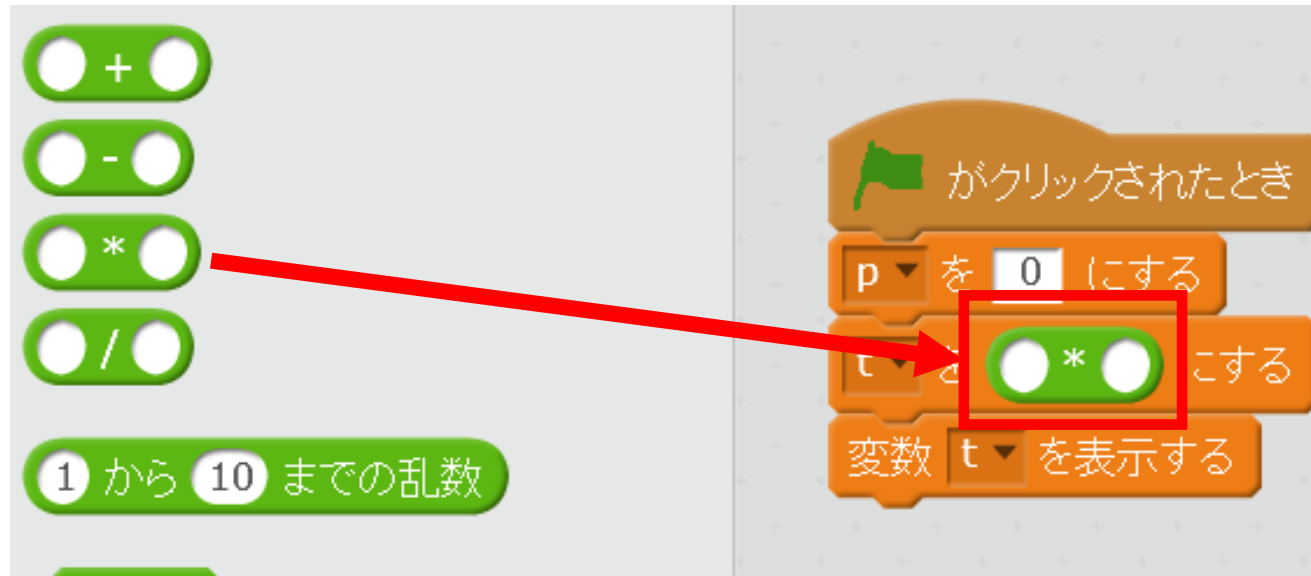 +
-
*
/
1 から 10 までの乱数
がクリックされたとき
p を 0 にする
t を * にする
変数 t を表示する